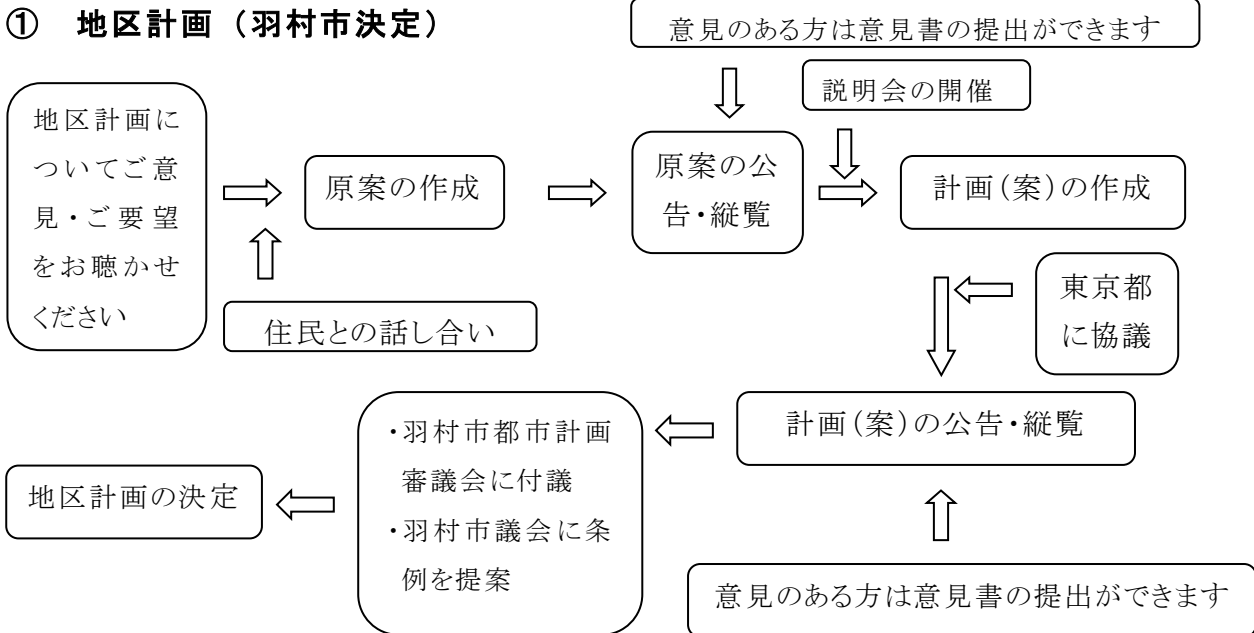 ① 地区計画（羽村市決定）
意見のある方は意見書の提出ができます
説明会の開催
地区計画に
ついてご意
見・ご要望
をお聴かせ
ください
原案の作成
住民との話し合い
原案の公
告・縦覧
計画(案)の作成
東京都
に協議
計画(案)の公告・縦覧
意見のある方は意見書の提出ができます
・羽村市都市計画
審議会に付議
・羽村市議会に条
例を提案
地区計画の決定